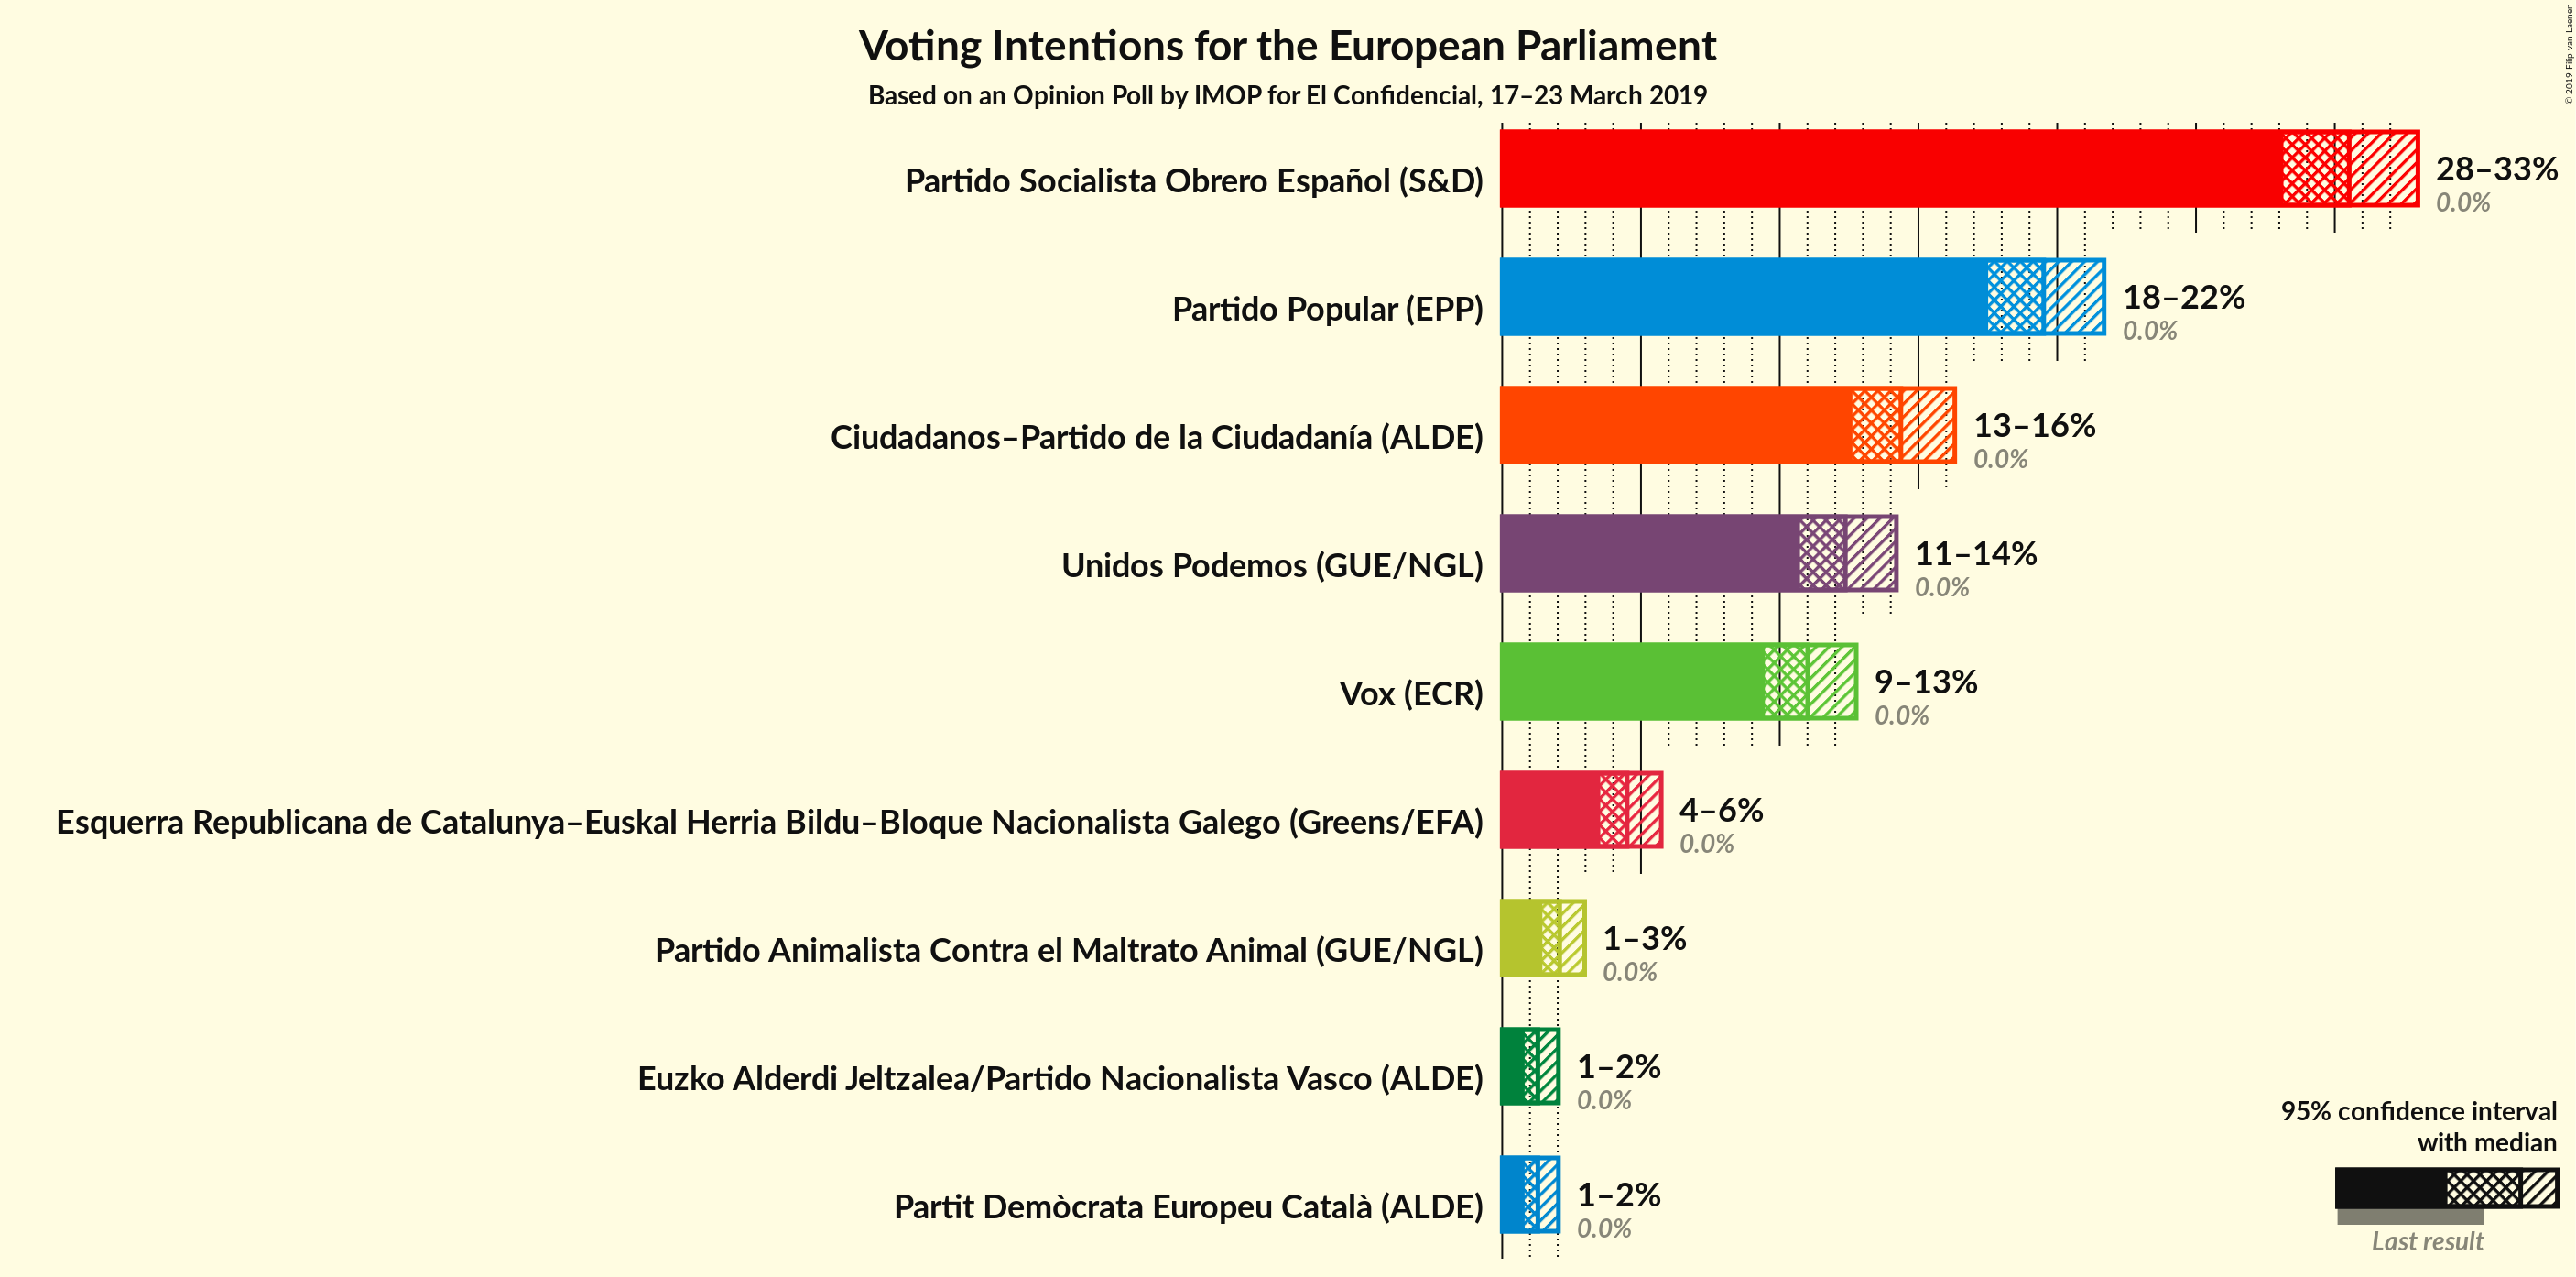 Voting Intentions for the European Parliament
Based on an Opinion Poll by IMOP for El Confidencial, 17–23 March 2019
© 2019 Filip van Laenen
Partido Socialista Obrero Español (S&D)
28–33%
0.0%
Partido Popular (EPP)
18–22%
0.0%
Ciudadanos–Partido de la Ciudadanía (ALDE)
13–16%
0.0%
Unidos Podemos (GUE/NGL)
11–14%
0.0%
Vox (ECR)
9–13%
0.0%
Esquerra Republicana de Catalunya–Euskal Herria Bildu–Bloque Nacionalista Galego (Greens/EFA)
4–6%
0.0%
Partido Animalista Contra el Maltrato Animal (GUE/NGL)
1–3%
0.0%
Euzko Alderdi Jeltzalea/Partido Nacionalista Vasco (ALDE)
1–2%
0.0%
Partit Demòcrata Europeu Català (ALDE)
1–2%
0.0%
95% confidence interval
with median
Last result